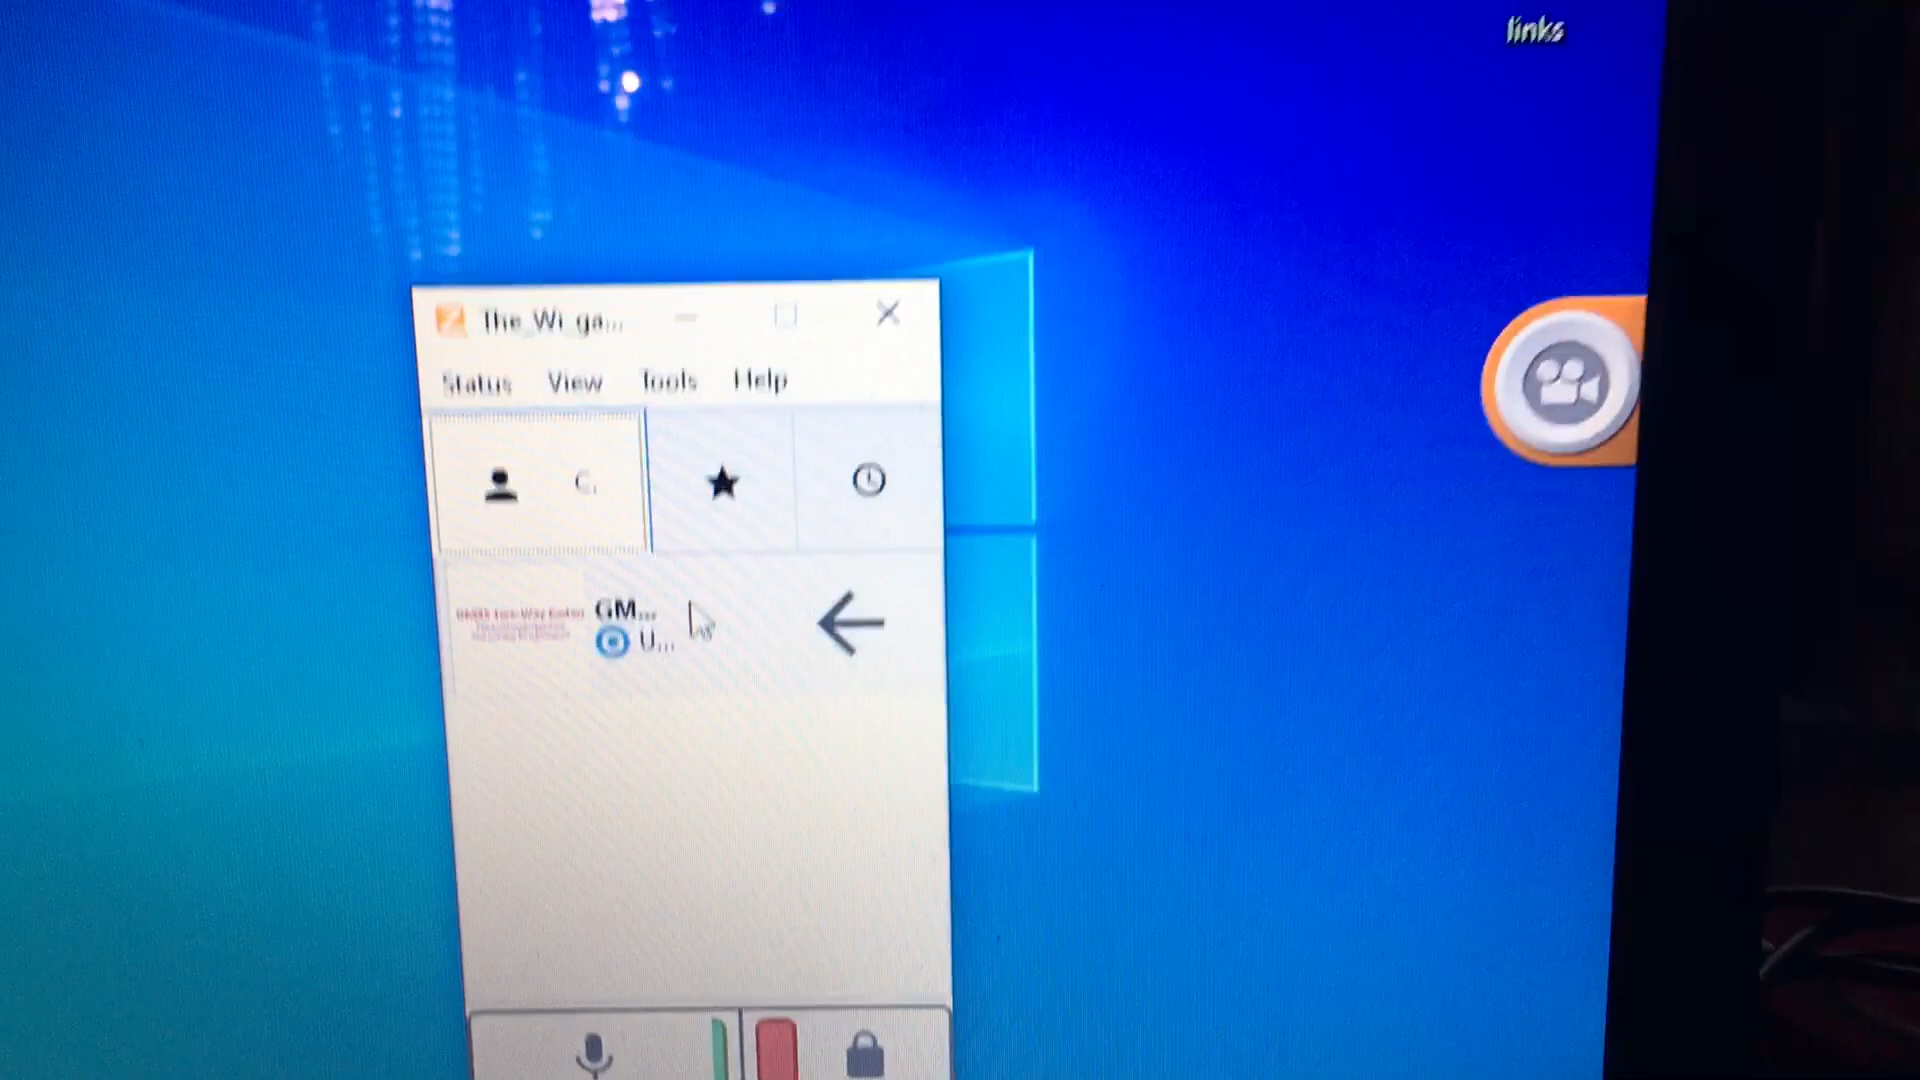 links
The_Wi_ga...
Status View Tools Help
C.
GM...
U...